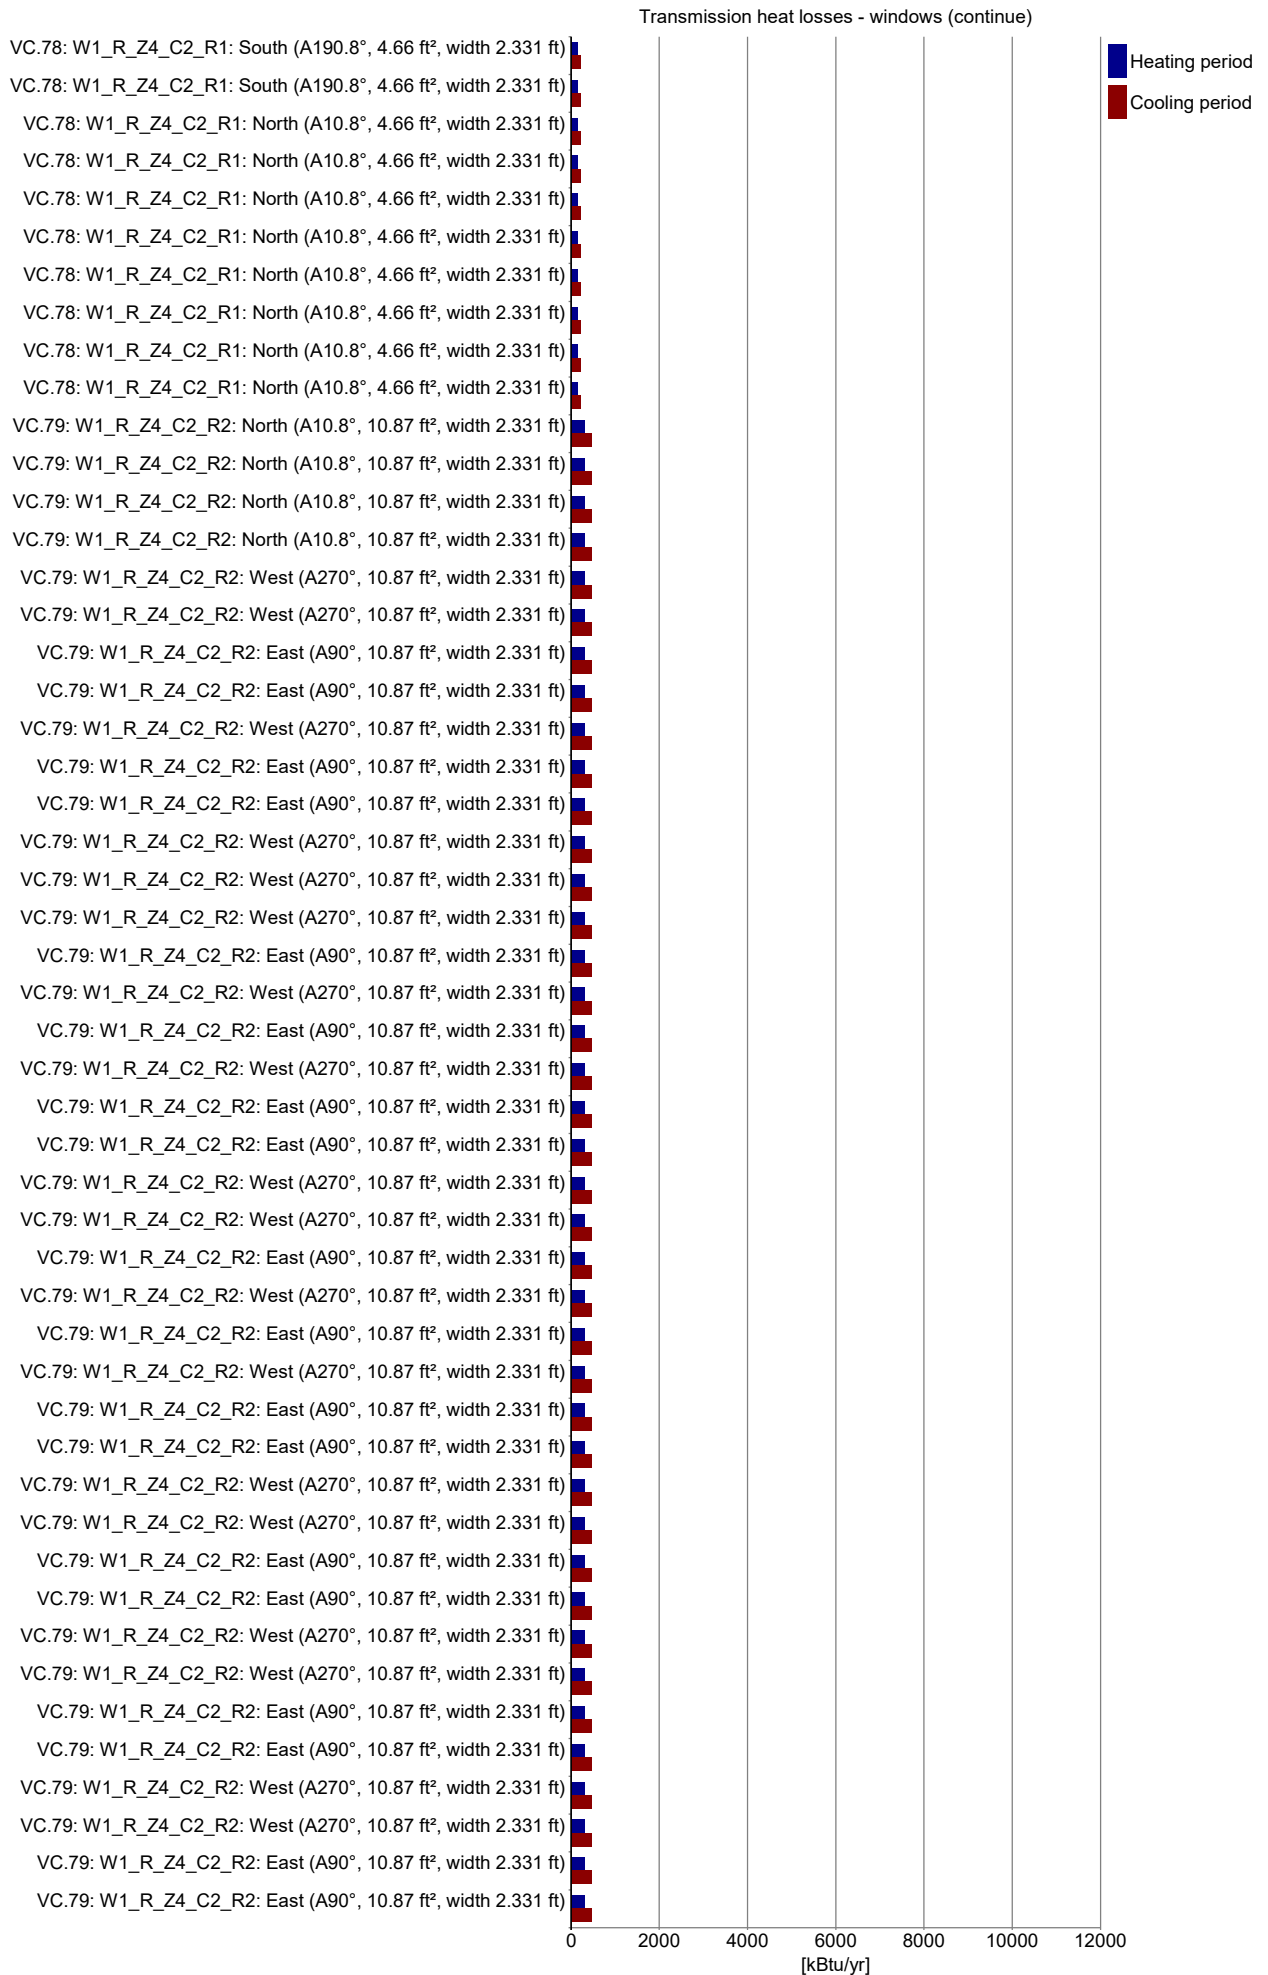 Transmission heat losses - windows (continue)
Heating period
Cooling period
VC.78: W1_R_Z4_C2_R1: South (A190.8°, 4.66 ft², width 2.331 ft)
VC.78: W1_R_Z4_C2_R1: South (A190.8°, 4.66 ft², width 2.331 ft)
VC.78: W1_R_Z4_C2_R1: North (A10.8°, 4.66 ft², width 2.331 ft)
VC.78: W1_R_Z4_C2_R1: North (A10.8°, 4.66 ft², width 2.331 ft)
VC.78: W1_R_Z4_C2_R1: North (A10.8°, 4.66 ft², width 2.331 ft)
VC.78: W1_R_Z4_C2_R1: North (A10.8°, 4.66 ft², width 2.331 ft)
VC.78: W1_R_Z4_C2_R1: North (A10.8°, 4.66 ft², width 2.331 ft)
VC.78: W1_R_Z4_C2_R1: North (A10.8°, 4.66 ft², width 2.331 ft)
VC.78: W1_R_Z4_C2_R1: North (A10.8°, 4.66 ft², width 2.331 ft)
VC.78: W1_R_Z4_C2_R1: North (A10.8°, 4.66 ft², width 2.331 ft)
VC.79: W1_R_Z4_C2_R2: North (A10.8°, 10.87 ft², width 2.331 ft)
VC.79: W1_R_Z4_C2_R2: North (A10.8°, 10.87 ft², width 2.331 ft)
VC.79: W1_R_Z4_C2_R2: North (A10.8°, 10.87 ft², width 2.331 ft)
VC.79: W1_R_Z4_C2_R2: North (A10.8°, 10.87 ft², width 2.331 ft)
VC.79: W1_R_Z4_C2_R2: West (A270°, 10.87 ft², width 2.331 ft)
VC.79: W1_R_Z4_C2_R2: West (A270°, 10.87 ft², width 2.331 ft)
VC.79: W1_R_Z4_C2_R2: East (A90°, 10.87 ft², width 2.331 ft)
VC.79: W1_R_Z4_C2_R2: East (A90°, 10.87 ft², width 2.331 ft)
VC.79: W1_R_Z4_C2_R2: West (A270°, 10.87 ft², width 2.331 ft)
VC.79: W1_R_Z4_C2_R2: East (A90°, 10.87 ft², width 2.331 ft)
VC.79: W1_R_Z4_C2_R2: East (A90°, 10.87 ft², width 2.331 ft)
VC.79: W1_R_Z4_C2_R2: West (A270°, 10.87 ft², width 2.331 ft)
VC.79: W1_R_Z4_C2_R2: West (A270°, 10.87 ft², width 2.331 ft)
VC.79: W1_R_Z4_C2_R2: West (A270°, 10.87 ft², width 2.331 ft)
VC.79: W1_R_Z4_C2_R2: East (A90°, 10.87 ft², width 2.331 ft)
VC.79: W1_R_Z4_C2_R2: West (A270°, 10.87 ft², width 2.331 ft)
VC.79: W1_R_Z4_C2_R2: East (A90°, 10.87 ft², width 2.331 ft)
VC.79: W1_R_Z4_C2_R2: West (A270°, 10.87 ft², width 2.331 ft)
VC.79: W1_R_Z4_C2_R2: East (A90°, 10.87 ft², width 2.331 ft)
VC.79: W1_R_Z4_C2_R2: East (A90°, 10.87 ft², width 2.331 ft)
VC.79: W1_R_Z4_C2_R2: West (A270°, 10.87 ft², width 2.331 ft)
VC.79: W1_R_Z4_C2_R2: West (A270°, 10.87 ft², width 2.331 ft)
VC.79: W1_R_Z4_C2_R2: East (A90°, 10.87 ft², width 2.331 ft)
VC.79: W1_R_Z4_C2_R2: West (A270°, 10.87 ft², width 2.331 ft)
VC.79: W1_R_Z4_C2_R2: East (A90°, 10.87 ft², width 2.331 ft)
VC.79: W1_R_Z4_C2_R2: West (A270°, 10.87 ft², width 2.331 ft)
VC.79: W1_R_Z4_C2_R2: East (A90°, 10.87 ft², width 2.331 ft)
VC.79: W1_R_Z4_C2_R2: East (A90°, 10.87 ft², width 2.331 ft)
VC.79: W1_R_Z4_C2_R2: West (A270°, 10.87 ft², width 2.331 ft)
VC.79: W1_R_Z4_C2_R2: West (A270°, 10.87 ft², width 2.331 ft)
VC.79: W1_R_Z4_C2_R2: East (A90°, 10.87 ft², width 2.331 ft)
VC.79: W1_R_Z4_C2_R2: East (A90°, 10.87 ft², width 2.331 ft)
VC.79: W1_R_Z4_C2_R2: West (A270°, 10.87 ft², width 2.331 ft)
VC.79: W1_R_Z4_C2_R2: West (A270°, 10.87 ft², width 2.331 ft)
VC.79: W1_R_Z4_C2_R2: East (A90°, 10.87 ft², width 2.331 ft)
VC.79: W1_R_Z4_C2_R2: East (A90°, 10.87 ft², width 2.331 ft)
VC.79: W1_R_Z4_C2_R2: West (A270°, 10.87 ft², width 2.331 ft)
VC.79: W1_R_Z4_C2_R2: West (A270°, 10.87 ft², width 2.331 ft)
VC.79: W1_R_Z4_C2_R2: East (A90°, 10.87 ft², width 2.331 ft)
VC.79: W1_R_Z4_C2_R2: East (A90°, 10.87 ft², width 2.331 ft)
0 2000 4000 6000 8000 10000 12000
[kBtu/yr]